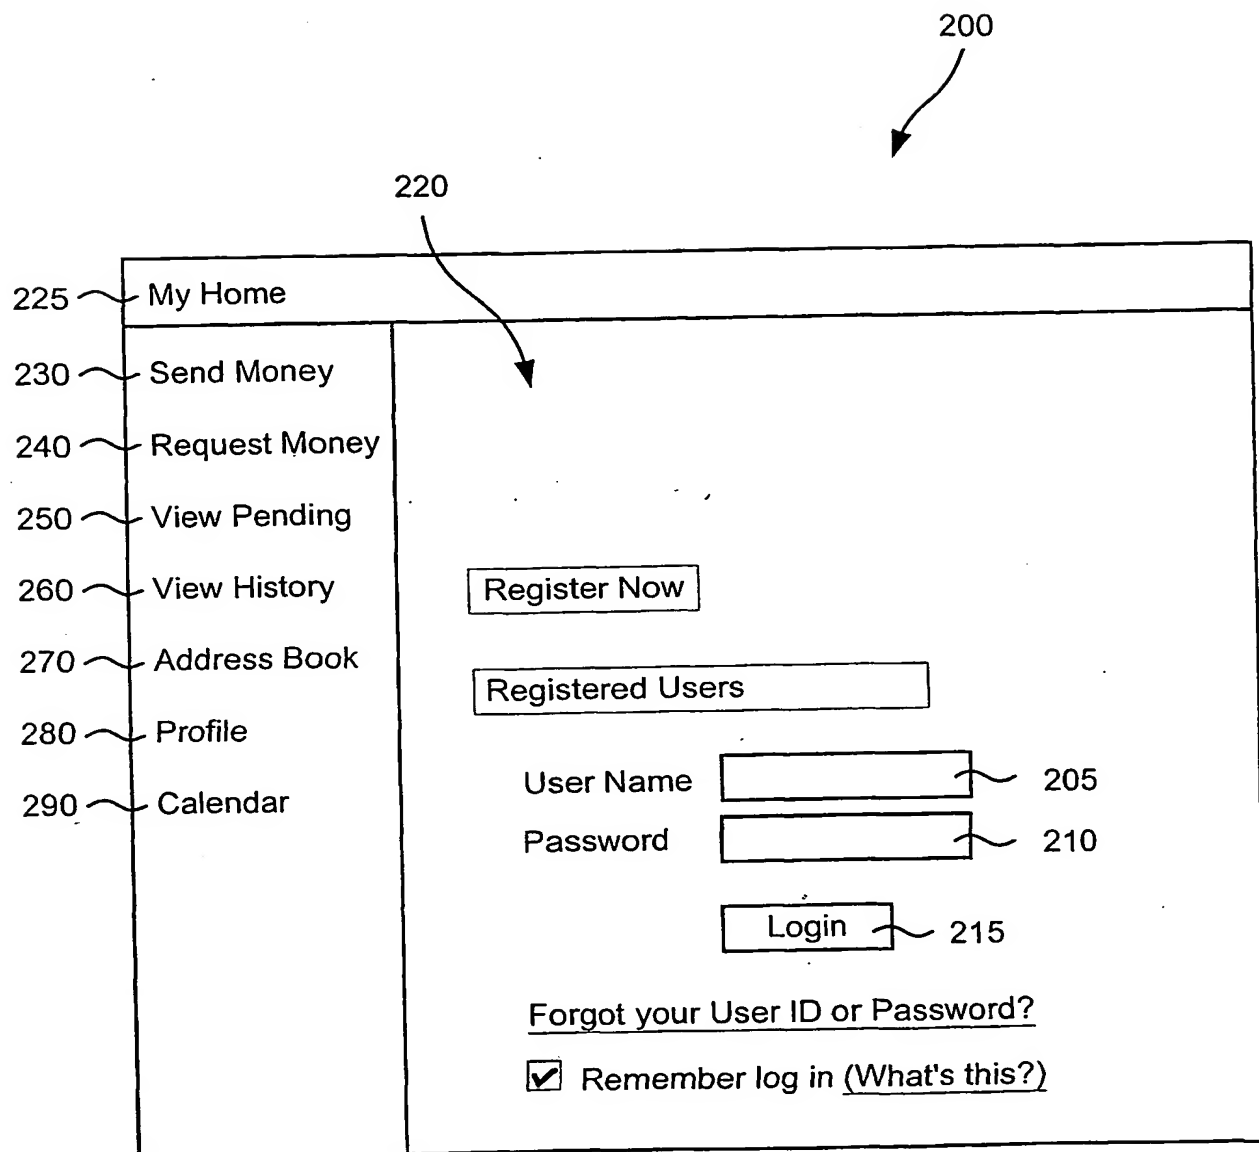 200
220
225 My Home
230 Send Money
240 Request Money
250 View Pending
260 View History
270 Address Book
280 Profile
290 Calendar
Register Now
Registered Users
User Name 205
Password 210
Login 215
Forgot your User ID or Password?
Remember log in (What's this?)